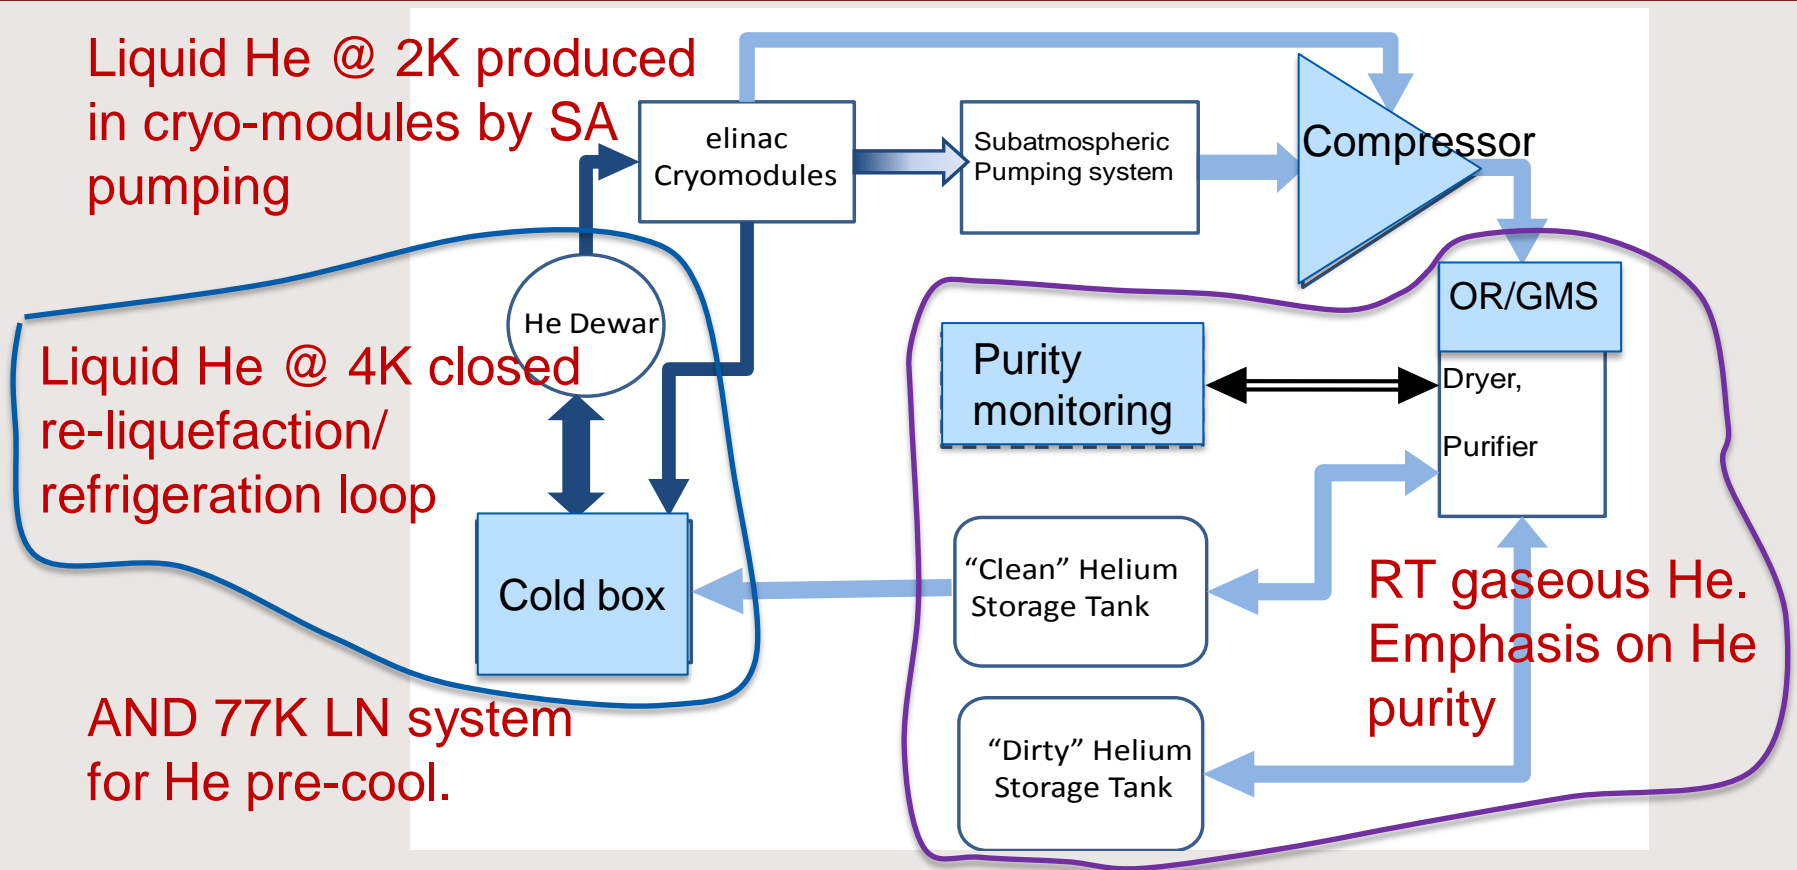 Liquid He @ 2K produced
in cryo-modules by SA
pumping
elinac
Cryomodules
Subatmospheric
Pumping system
Compressor
OR/GMS
He Dewar
Liquid He @ 4K closed
re-liquefaction/
refrigeration loop
Purity
monitoring
Dryer,
Purifier
Cold box
“Clean” Helium
Storage Tank
RT gaseous He.
Emphasis on He
purity
AND 77K LN system
for He pre-cool.
“Dirty” Helium
Storage Tank